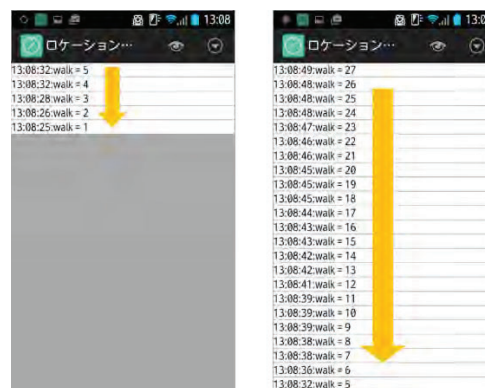 13:08
ロケーション…
13:08:32:walk = 5
13:08:32:walk = 4
13:08:28:walk = 3
13:08:26:walk = 2
13:08:25:walk = 1
13:0
ロケーション…
13:08:49:walk = 27
13:08:48:walk = 26
13:08:48:walk = 25
13:08:48:walk = 24
13:08:47:walk = 23
13:08:46:walk = 22
13:08:46:walk = 21
13:08:45:walk = 20
13:08:45:walk = 19
13:08:45:walk = 18
13:08:44:walk = 17
13:08:43:walk = 16
13:08:43:walk = 15
13:08:42:walk = 14
13:08:42:walk = 13
13:08:41:walk = 12
13:08:39:walk = 11
13:08:39:walk = 10
13:08:39:walk = 9
13:08:38:walk = 8
13:08:38:walk = 7
13:08:36:walk = 6
13:08:32:walk = 5